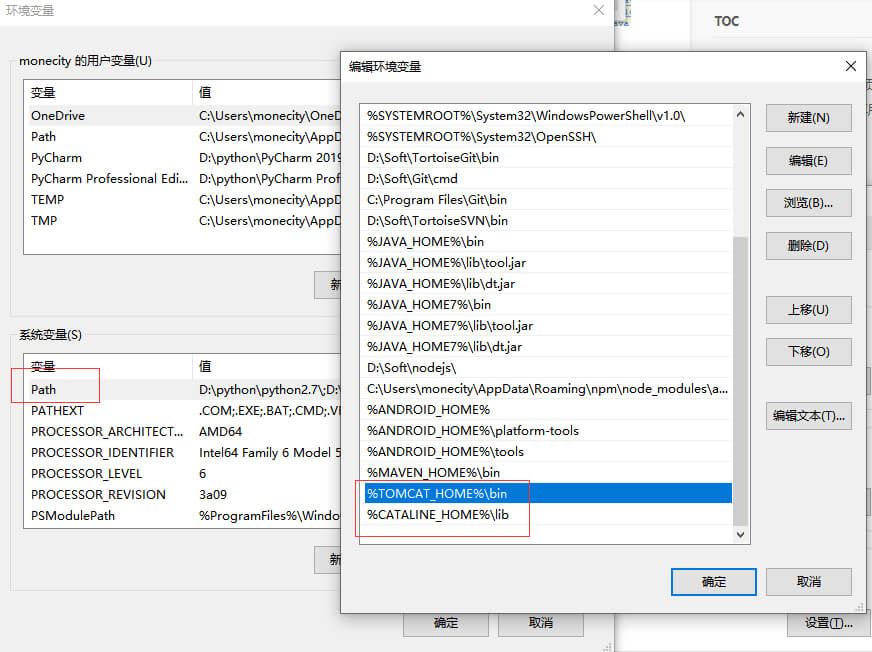 环境变量
TOC
monecity 的用户变量(U)
变量 值
OneDrive C:\Users\monecity\OneD
Path C:\Users\monecity\AppD
PyCharm D:\python\PyCharm 2019
PyCharm Professional Edi... D:\python\PyCharm Prof
TEMP C:\Users\monecity\AppD
TMP C:\Users\monecity\AppD
新
系统变量(S)
变量 值
Path D:\python\python2.7\;D:\
PATHEXT .COM;.EXE;.BAT;.CMD;.V
PROCESSOR_ARCHITECT... AMD64
PROCESSOR_IDENTIFIER Intel64 Family 6 Model 5
PROCESSOR_LEVEL 6
PROCESSOR_REVISION 3a09
PSModulePath %ProgramFiles%\Windo
新
确定 取消
编辑环境变量
%SYSTEMROOT%\System32\WindowsPowerShell\v1.0\
%SYSTEMROOT%\System32\OpenSSH\
D:\Soft\TortoiseGit\bin
D:\Soft\Git\cmd
C:\Program Files\Git\bin
D:\Soft\TortoiseSVN\bin
%JAVA_HOME%\bin
%JAVA_HOME%\lib\tool.jar
%JAVA_HOME%\lib\dt.jar
%JAVA_HOME7%\bin
%JAVA_HOME7%\lib\tool.jar
%JAVA_HOME7%\lib\dt.jar
D:\Soft\nodejs\
C:\Users\monecity\AppData\Roaming\npm\node_modules\a...
%ANDROID_HOME%
%ANDROID_HOME%\platform-tools
%ANDROID_HOME%\tools
%MAVEN_HOME%\bin
%TOMCAT_HOME%\bin
%CATALINE_HOME%\lib
新建(N)
编辑(E)
浏览(B)...
删除(D)
上移(U)
下移(O)
编辑文本(T)...
确定 取消
设置(T)...